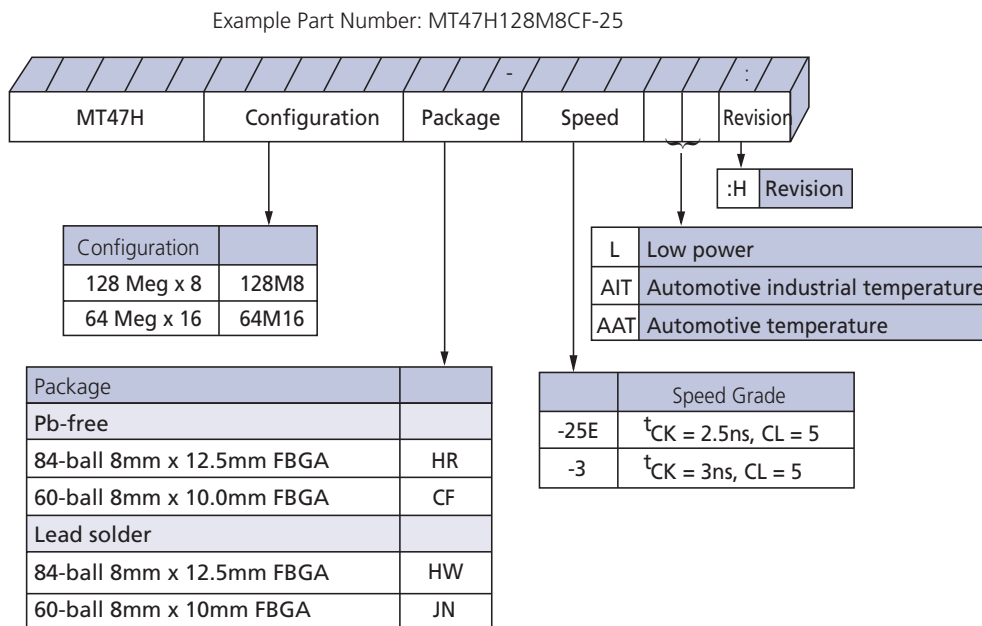 Example Part Number: MT47H128M8CF-25
- :
MT47H Configuration Package Speed Revision
:H Revision
Configuration
128 Meg x 8 128M8
64 Meg x 16 64M16
L Low power
AIT Automotive industrial temperature
AAT Automotive temperature
Package
Pb-free
84-ball 8mm x 12.5mm FBGA HR
60-ball 8mm x 10.0mm FBGA CF
Lead solder
84-ball 8mm x 12.5mm FBGA HW
60-ball 8mm x 10mm FBGA JN
Speed Grade
-25E tCK = 2.5ns, CL = 5
-3 tCK = 3ns, CL = 5